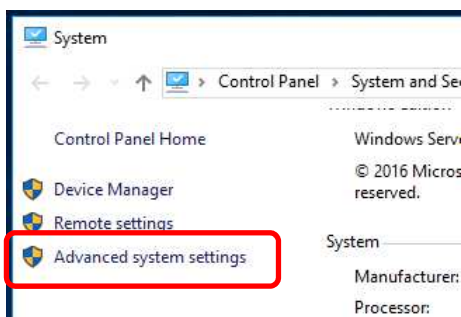 System
Control Panel > System and Se
Control Panel Home
Device Manager
Remote settings
Advanced system settings
Windows Serv
© 2016 Micros
reserved.
System
Manufacturer:
Processor: